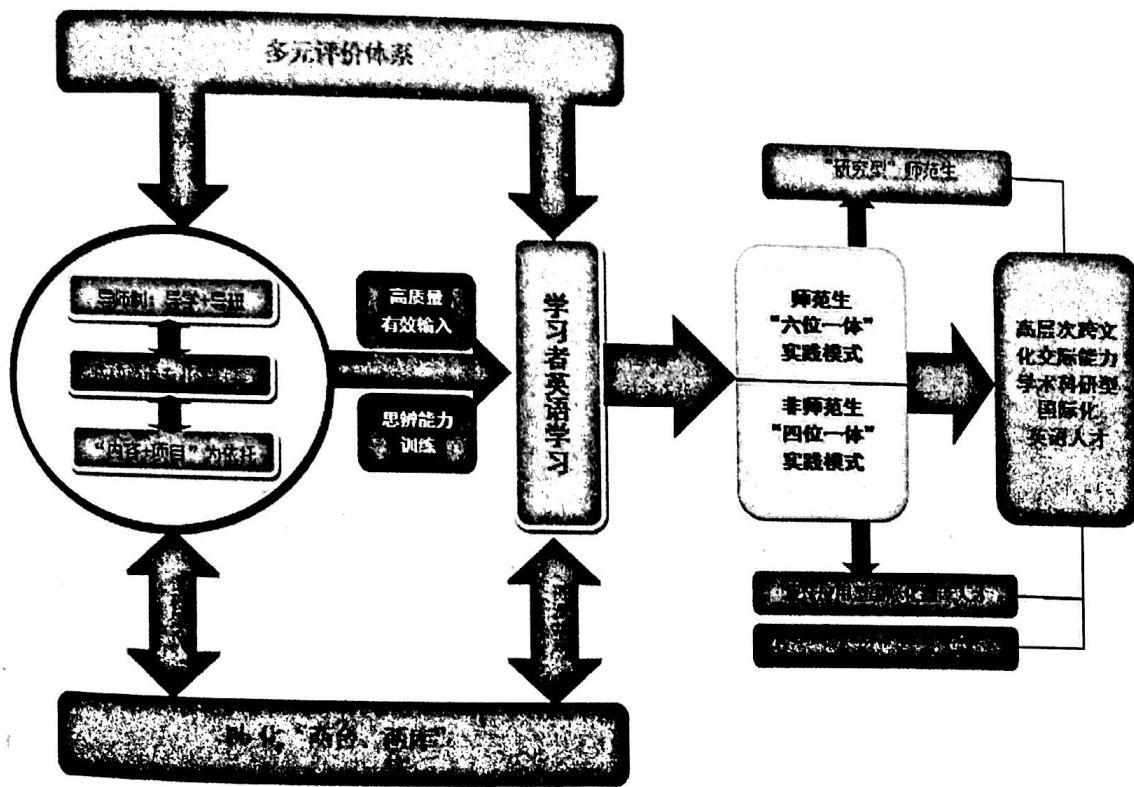 多元评价体系
"研究型"师范生
导师制：导学+导研
"内容+项目"为依托
高质量
有效输入
思辨能力
训练
学习者英语学习
师范生
"六位一体"
实践模式
非师范生
"四位一体"
实践模式
高层次跨文
化交际能力
学术科研型
国际化
英语人才
"两台、两库"